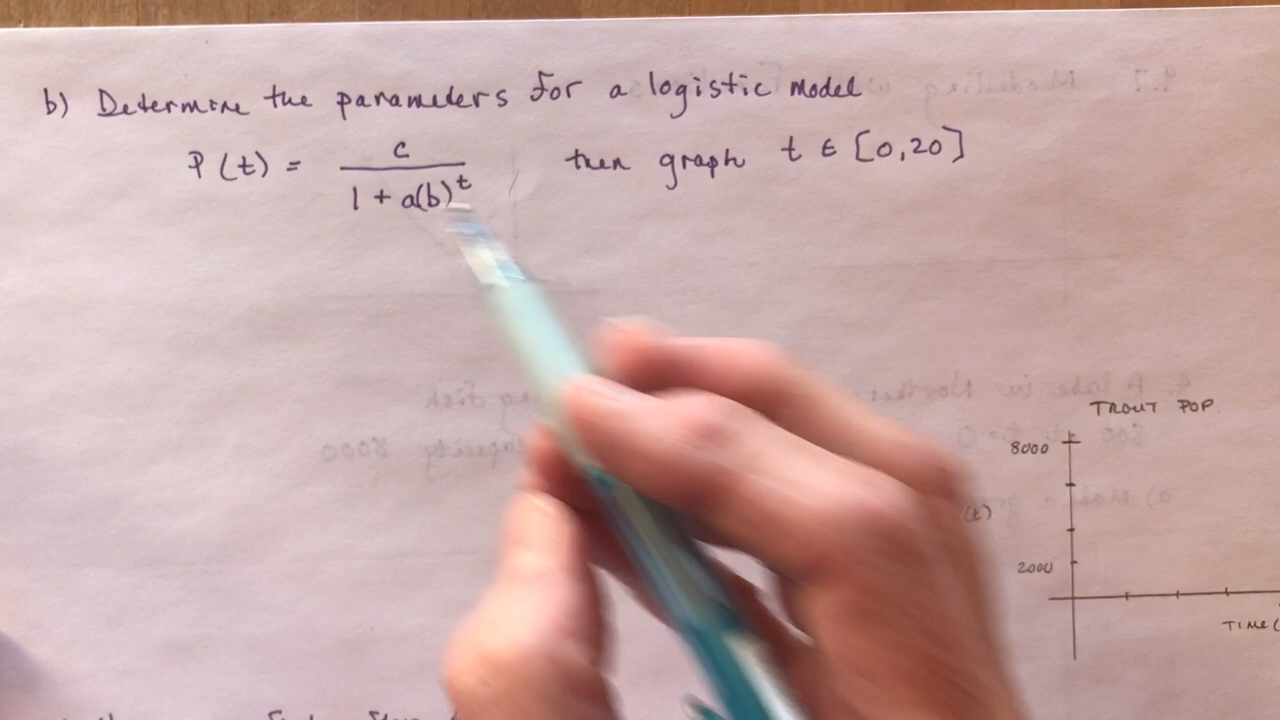 b) Determine the parameters for a logistic model
P(t) = c / 1 + a(b)^t then graph t ∈ [0,20]
TROUT POP.
8000
(t)
2000
TIME (